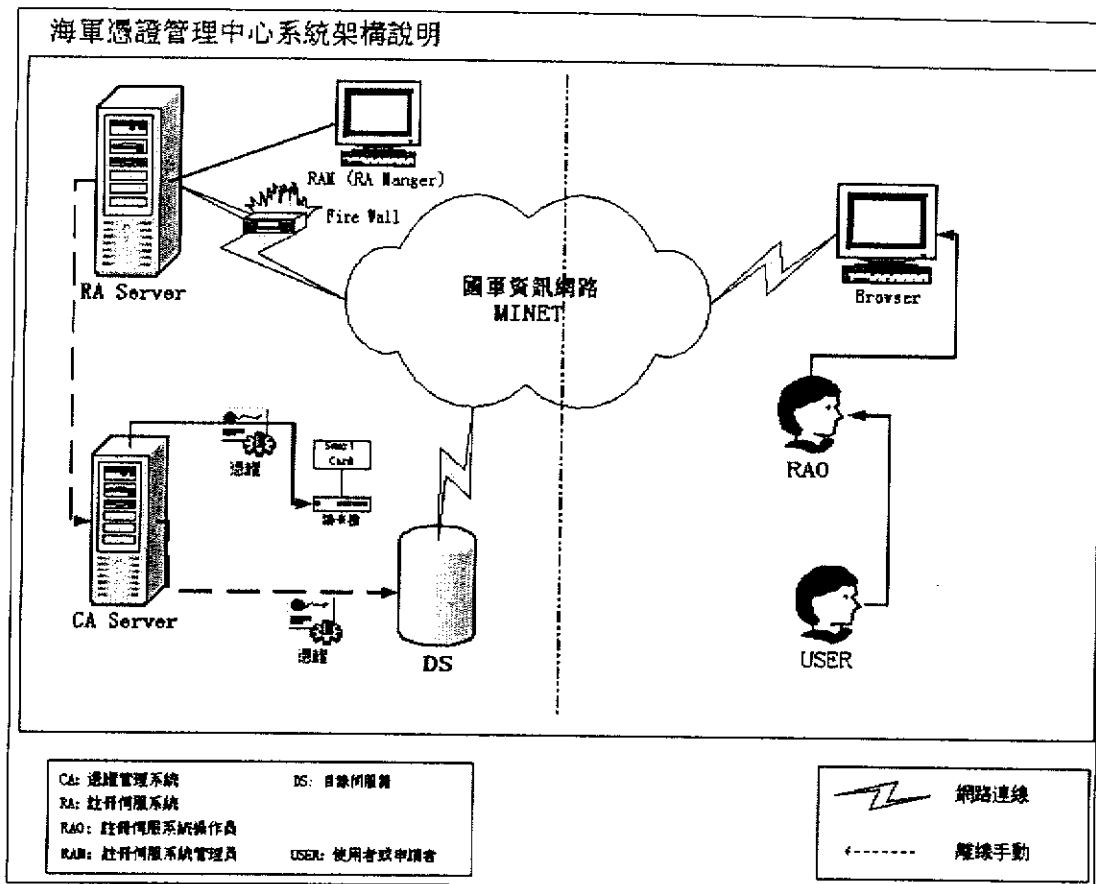 海軍憑證管理中心系統架構說明
RAM (RA Manger)
Fire Wall
RA Server
國軍資訊網路
MINET
Browser
憑證
Smart
Card
讀卡機
RAO
CA Server
憑證
DS
USER
CA: 憑證管理系統
DS: 目錄伺服器
RA: 註冊伺服系統
RAO: 註冊伺服系統操作員
RAM: 註冊伺服系統管理員
USER: 使用者或申請者
網路連線
離線手動